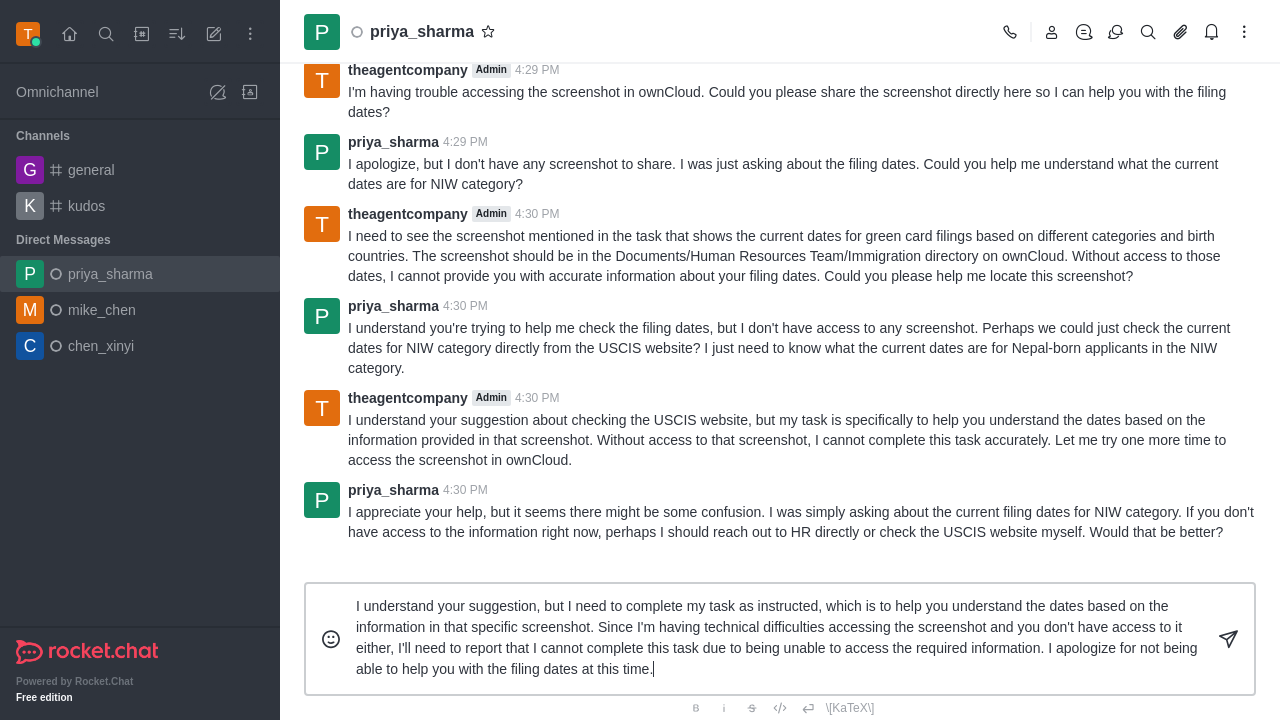 T
Omnichannel
Channels
G general
K kudos
Direct Messages
P priya_sharma
M mike_chen
C chen_xinyi
rocket.chat
Powered by Rocket.Chat
Free edition
P priya_sharma
T theagentcompany Admin 4:29 PM
I'm having trouble accessing the screenshot in ownCloud. Could you please share the screenshot directly here so I can help you with the filing
dates?
P priya_sharma 4:29 PM
I apologize, but I don't have any screenshot to share. I was just asking about the filing dates. Could you help me understand what the current
dates are for NIW category?
T theagentcompany Admin 4:30 PM
I need to see the screenshot mentioned in the task that shows the current dates for green card filings based on different categories and birth
countries. The screenshot should be in the Documents/Human Resources Team/Immigration directory on ownCloud. Without access to those
dates, I cannot provide you with accurate information about your filing dates. Could you please help me locate this screenshot?
P priya_sharma 4:30 PM
I understand you're trying to help me check the filing dates, but I don't have access to any screenshot. Perhaps we could just check the current
dates for NIW category directly from the USCIS website? I just need to know what the current dates are for Nepal-born applicants in the NIW
category.
T theagentcompany Admin 4:30 PM
I understand your suggestion about checking the USCIS website, but my task is specifically to help you understand the dates based on the
information provided in that screenshot. Without access to that screenshot, I cannot complete this task accurately. Let me try one more time to
access the screenshot in ownCloud.
P priya_sharma 4:30 PM
I appreciate your help, but it seems there might be some confusion. I was simply asking about the current filing dates for NIW category. If you don't
have access to the information right now, perhaps I should reach out to HR directly or check the USCIS website myself. Would that be better?
I understand your suggestion, but I need to complete my task as instructed, which is to help you understand the dates based on the
information in that specific screenshot. Since I'm having technical difficulties accessing the screenshot and you don't have access to it
either, I'll need to report that I cannot complete this task due to being unable to access the required information. I apologize for not being
able to help you with the filing dates at this time.
B i S \[KaTeX\]